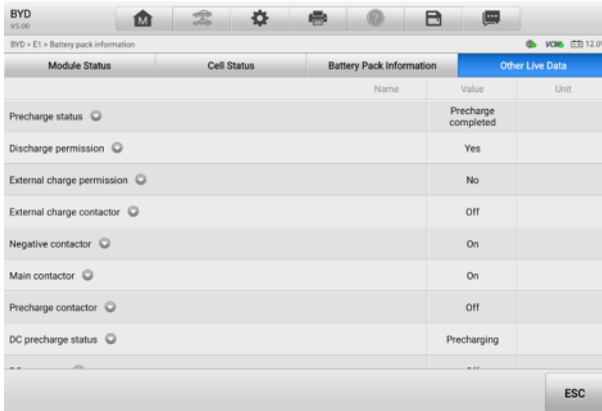 BYD
V5.00
BYD > E1 > Battery pack information
VCMI 12.0
Module Status Cell Status Battery Pack Information Other Live Data
Name Value Unit
Precharge status Precharge completed
Discharge permission Yes
External charge permission No
External charge contactor Off
Negative contactor On
Main contactor On
Precharge contactor Off
DC precharge status Precharging
ESC